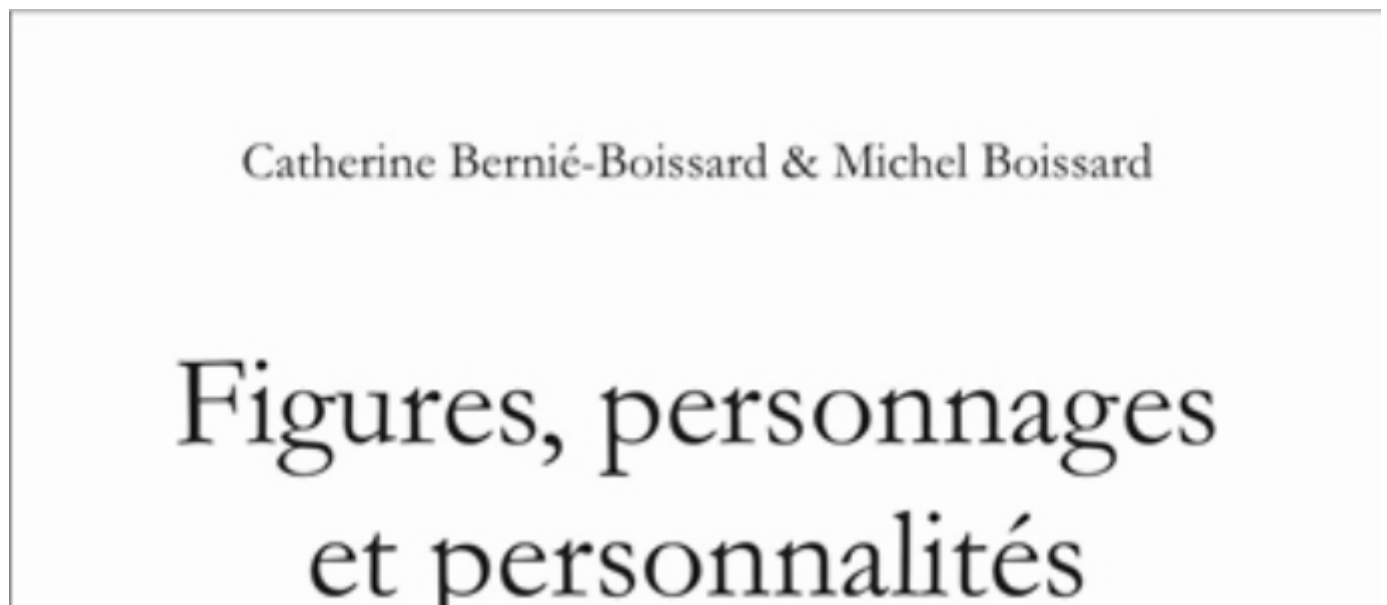 Catherine Bernié-Boissard & Michel Boissard
Figures, personnages
et personnalités